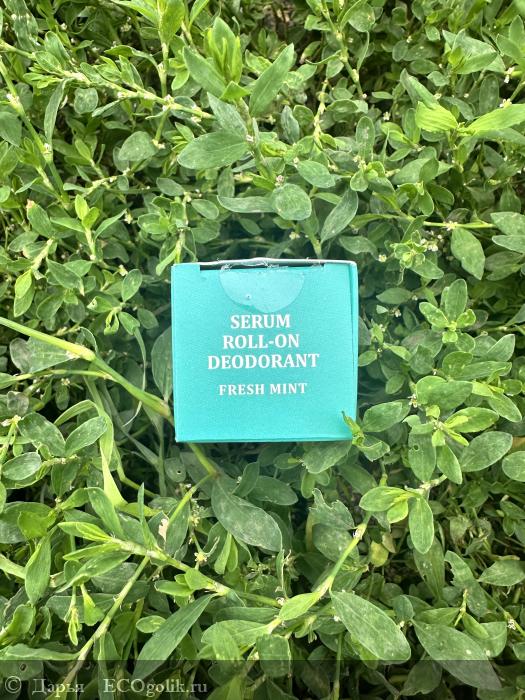 SERUM
ROLL-ON
DEODORANT
FRESH MINT
Дарья ECOgolik.ru